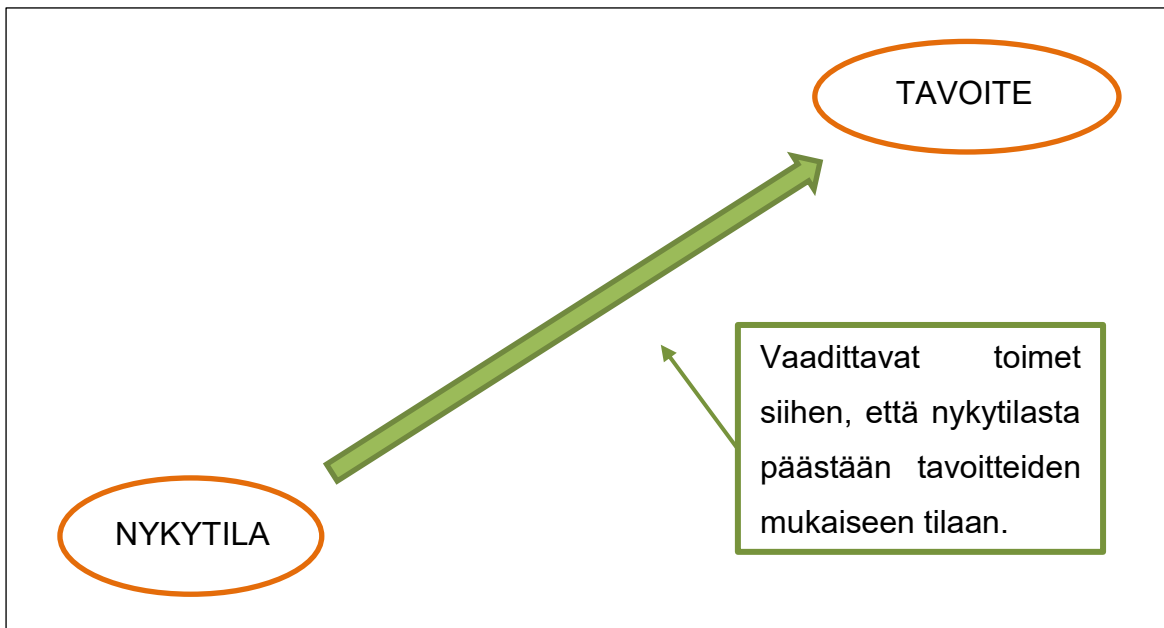 TAVOITE
Vaadittavat toimet
siihen, että nykytilasta
päästään tavoitteiden
mukaiseen tilaan.
NYKYTILA